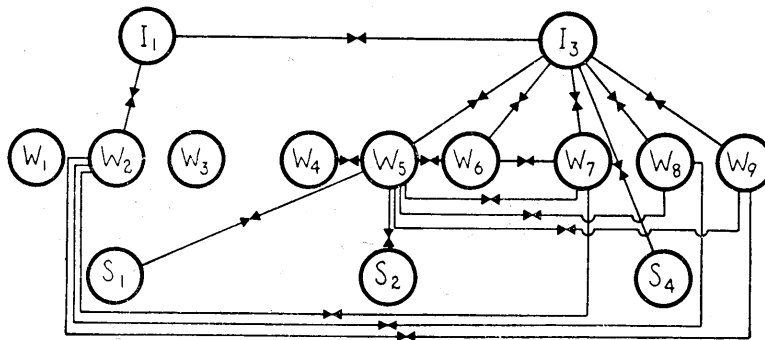 I₁ I₃
W₁ W₂ W₃ W₄ W₅ W₆ W₇ W₈ W₉
S₁ S₂ S₄